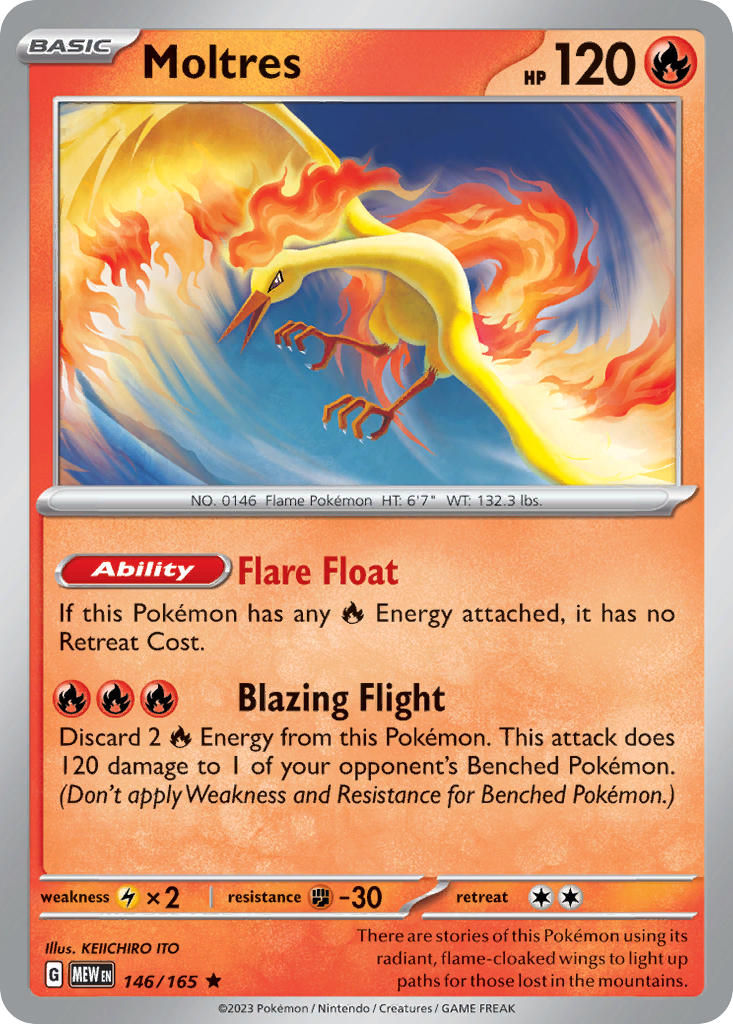 BASIC
Moltres
HP 120
NO. 0146 Flame Pokémon HT: 6'7" WT: 132.3 lbs.
Ability Flare Float
If this Pokémon has any Energy attached, it has no
Retreat Cost.
Blazing Flight
Discard 2 Energy from this Pokémon. This attack does
120 damage to 1 of your opponent's Benched Pokémon.
(Don't apply Weakness and Resistance for Benched Pokémon.)
weakness ×2 resistance -30 retreat
Illus. KEIICHIRO ITO
G MEW EN 146/165 ★
There are stories of this Pokémon using its
radiant, flame-cloaked wings to light up
paths for those lost in the mountains.
©2023 Pokémon / Nintendo / Creatures / GAME FREAK